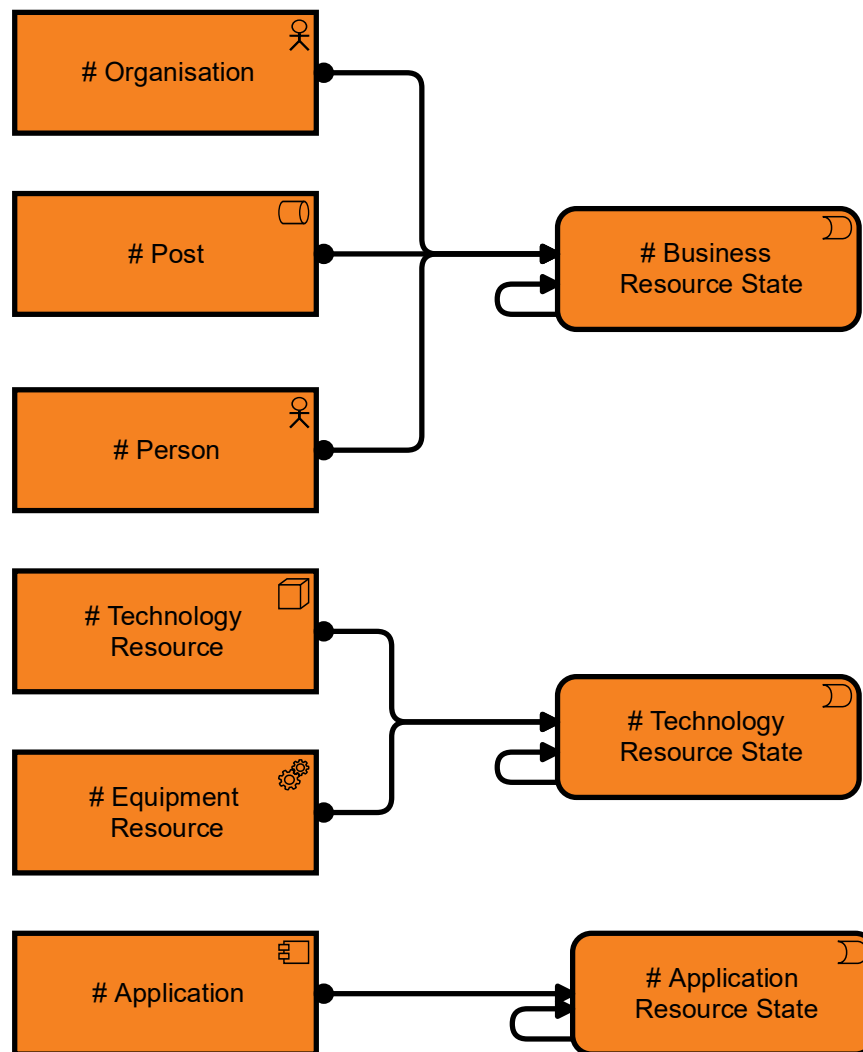 # Organisation
# Post
# Business
Resource State
# Person
# Technology
Resource
# Technology
Resource State
# Equipment
Resource
# Application
# Application
Resource State